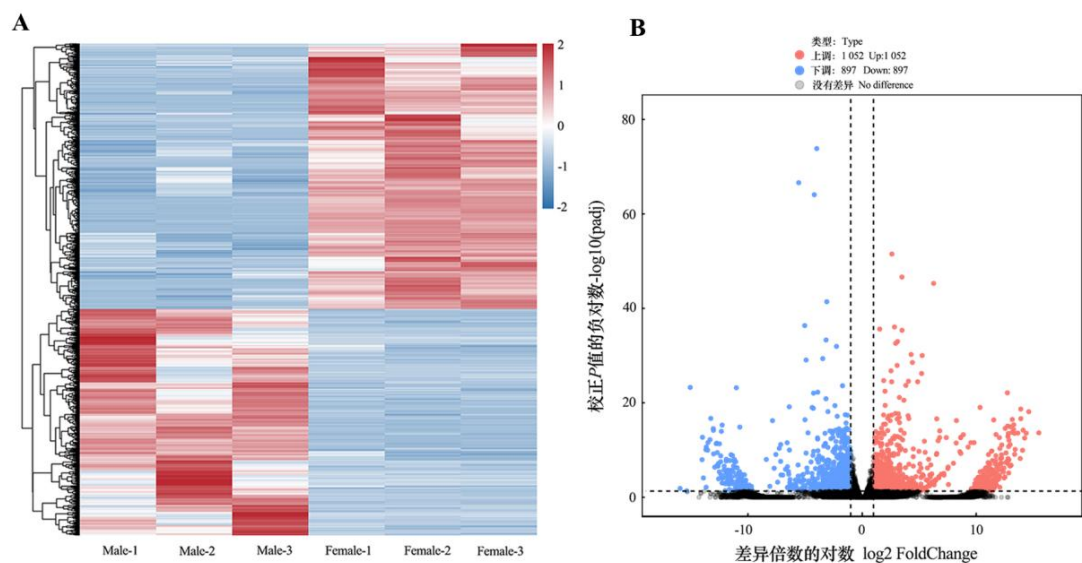 A
2
1
0
-1
-2
Male-1 Male-2 Male-3 Female-1 Female-2 Female-3
B
类型：Type
上调：1 052 Up:1 052
下调：897 Down: 897
没有差异 No difference
校正P值的负对数-log10(padj)
80
60
40
20
0
-10 0 10
差异倍数的对数 log2 FoldChange